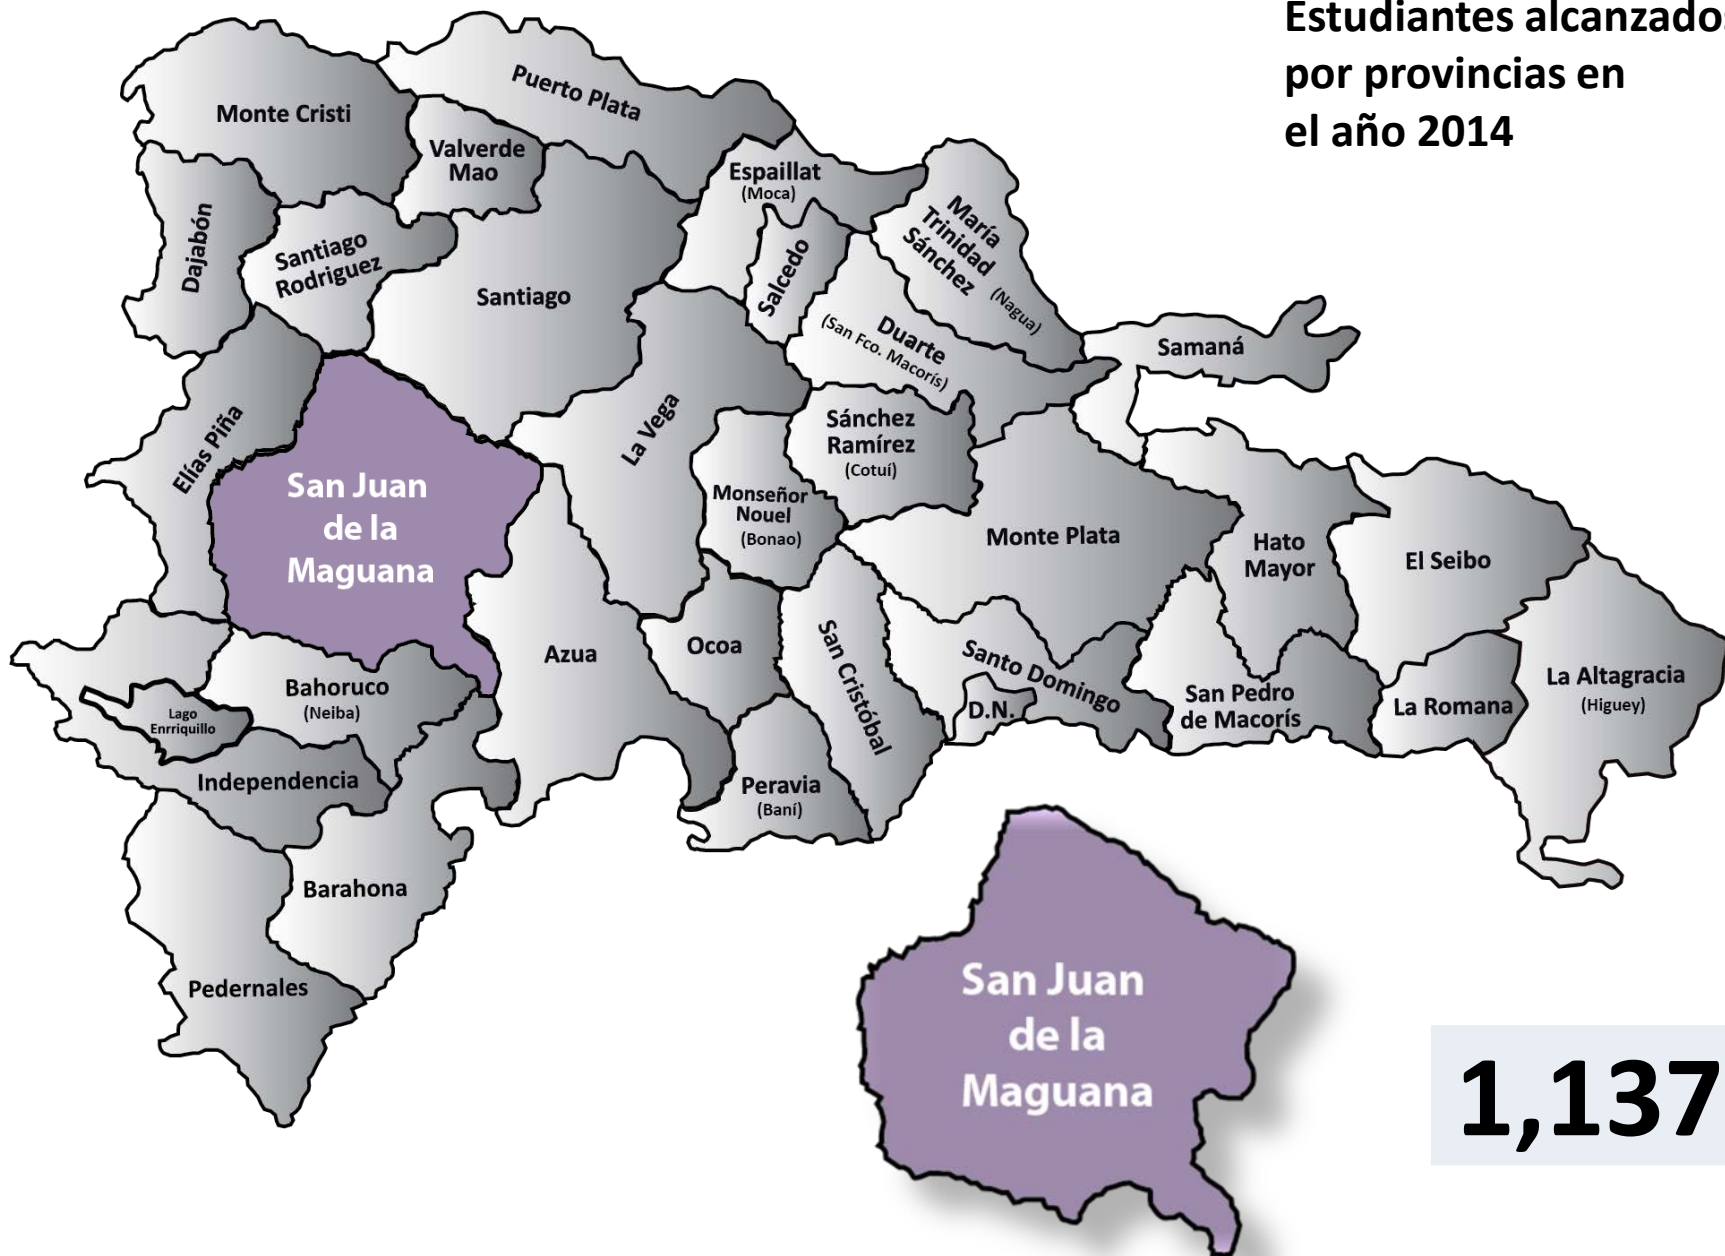 Estudiantes alcanzados
por provincias en
el año 2014
Puerto Plata
Monte Cristi
Valverde
Mao
Espaillat
(Moca)
María
Trinidad
Sánchez
(Nagua)
Dajabón
Santiago
Rodriguez
Salcedo
Santiago
Duarte
(San Fco. Macorís)
Samaná
Elías Piña
La Vega
Sánchez
Ramírez
(Cotuí)
San Juan
de la
Maguana
Monseñor
Nouel
(Bonao)
Monte Plata
Hato
Mayor
El Seibo
Azua
Ocoa
San Cristóbal
Santo Domingo
D.N.
San Pedro
de Macorís
La Romana
La Altagracia
(Higuey)
Bahoruco
(Neiba)
Lago
Enrriquillo
Independencia
Peravia
(Baní)
Barahona
Pedernales
San Juan
de la
Maguana
1,137